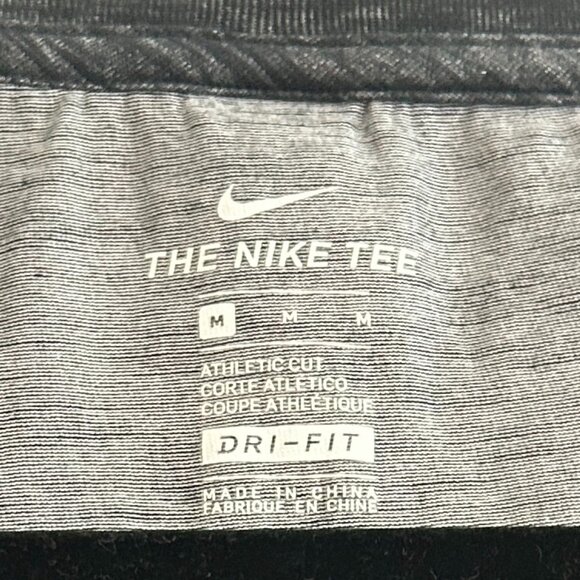 THE NIKE TEE
M M M
ATHLETIC CUT
CORTE ATLÉTICO
COUPE ATHLÉTIQUE
DRI-FIT
MADE IN CHINA
FABRIQUÉ EN CHINE